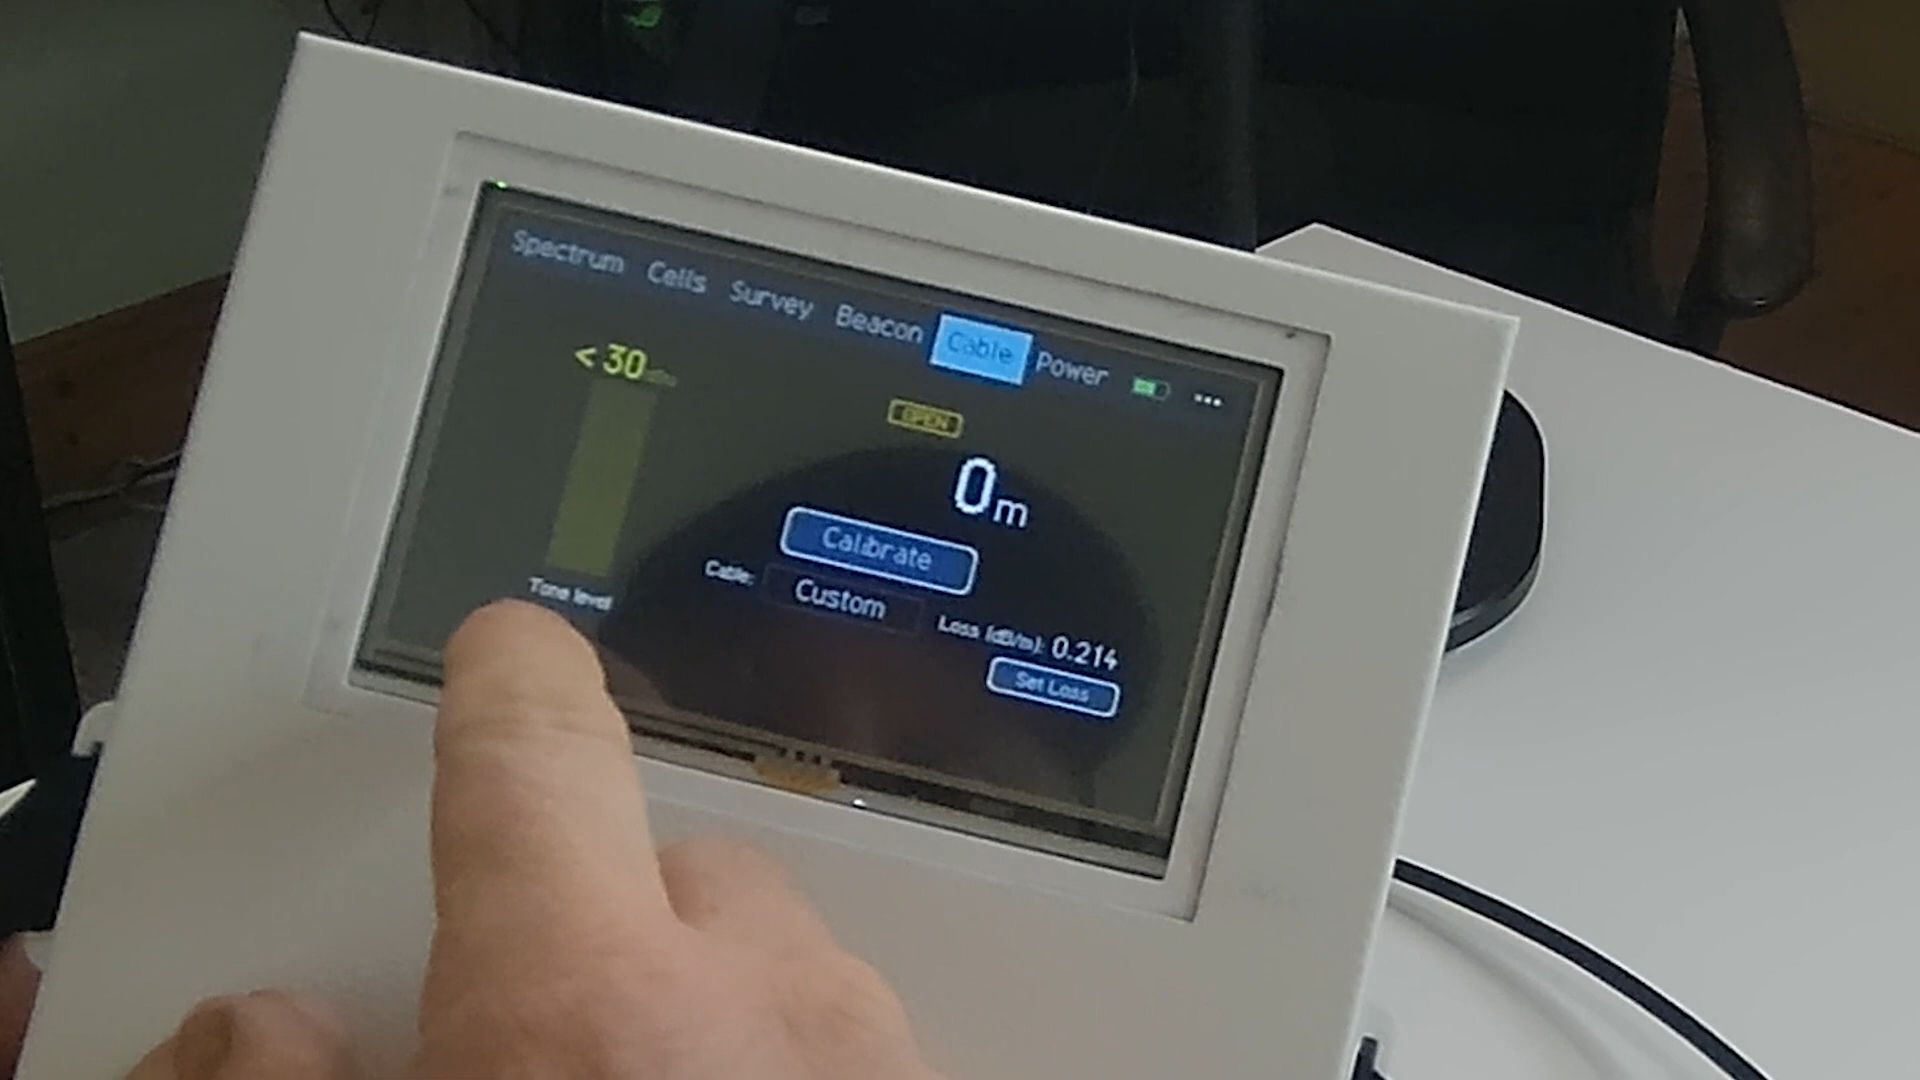 Spectrum Cells Survey Beacon Cable Power ...
< 30
OPEN
0m
Calibrate
Cable: Custom
Tone level
Loss (dB/m): 0.214
Set Loss